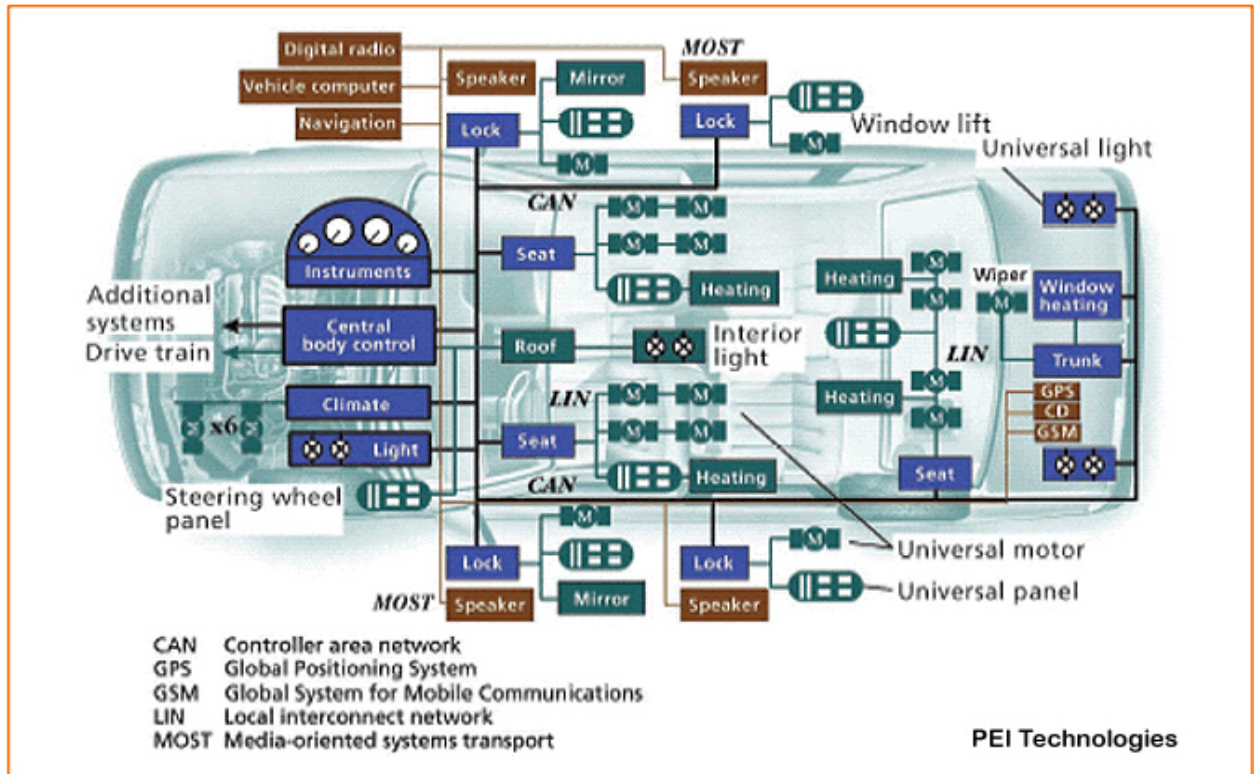 MOST
Digital radio
Speaker
Mirror
Speaker
Vehicle computer
Navigation
Lock
Lock
M
M
Window lift
Universal light
CAN
M
M
Seat
M
M
Instruments
Heating
Heating
M
Wiper
M
M
Window
heating
Additional
systems
Drive train
Central
body control
Roof
Interior
light
LIN
Trunk
Climate
LIN
M
M
Heating
M
M
GPS
CD
GSM
M
x6
M
Light
Seat
M
M
Seat
Steering wheel
panel
CAN
Heating
M
M
Lock
Lock
Universal motor
MOST
Speaker
Mirror
Speaker
Universal panel
CAN Controller area network
GPS Global Positioning System
GSM Global System for Mobile Communications
LIN Local interconnect network
MOST Media-oriented systems transport
PEI Technologies